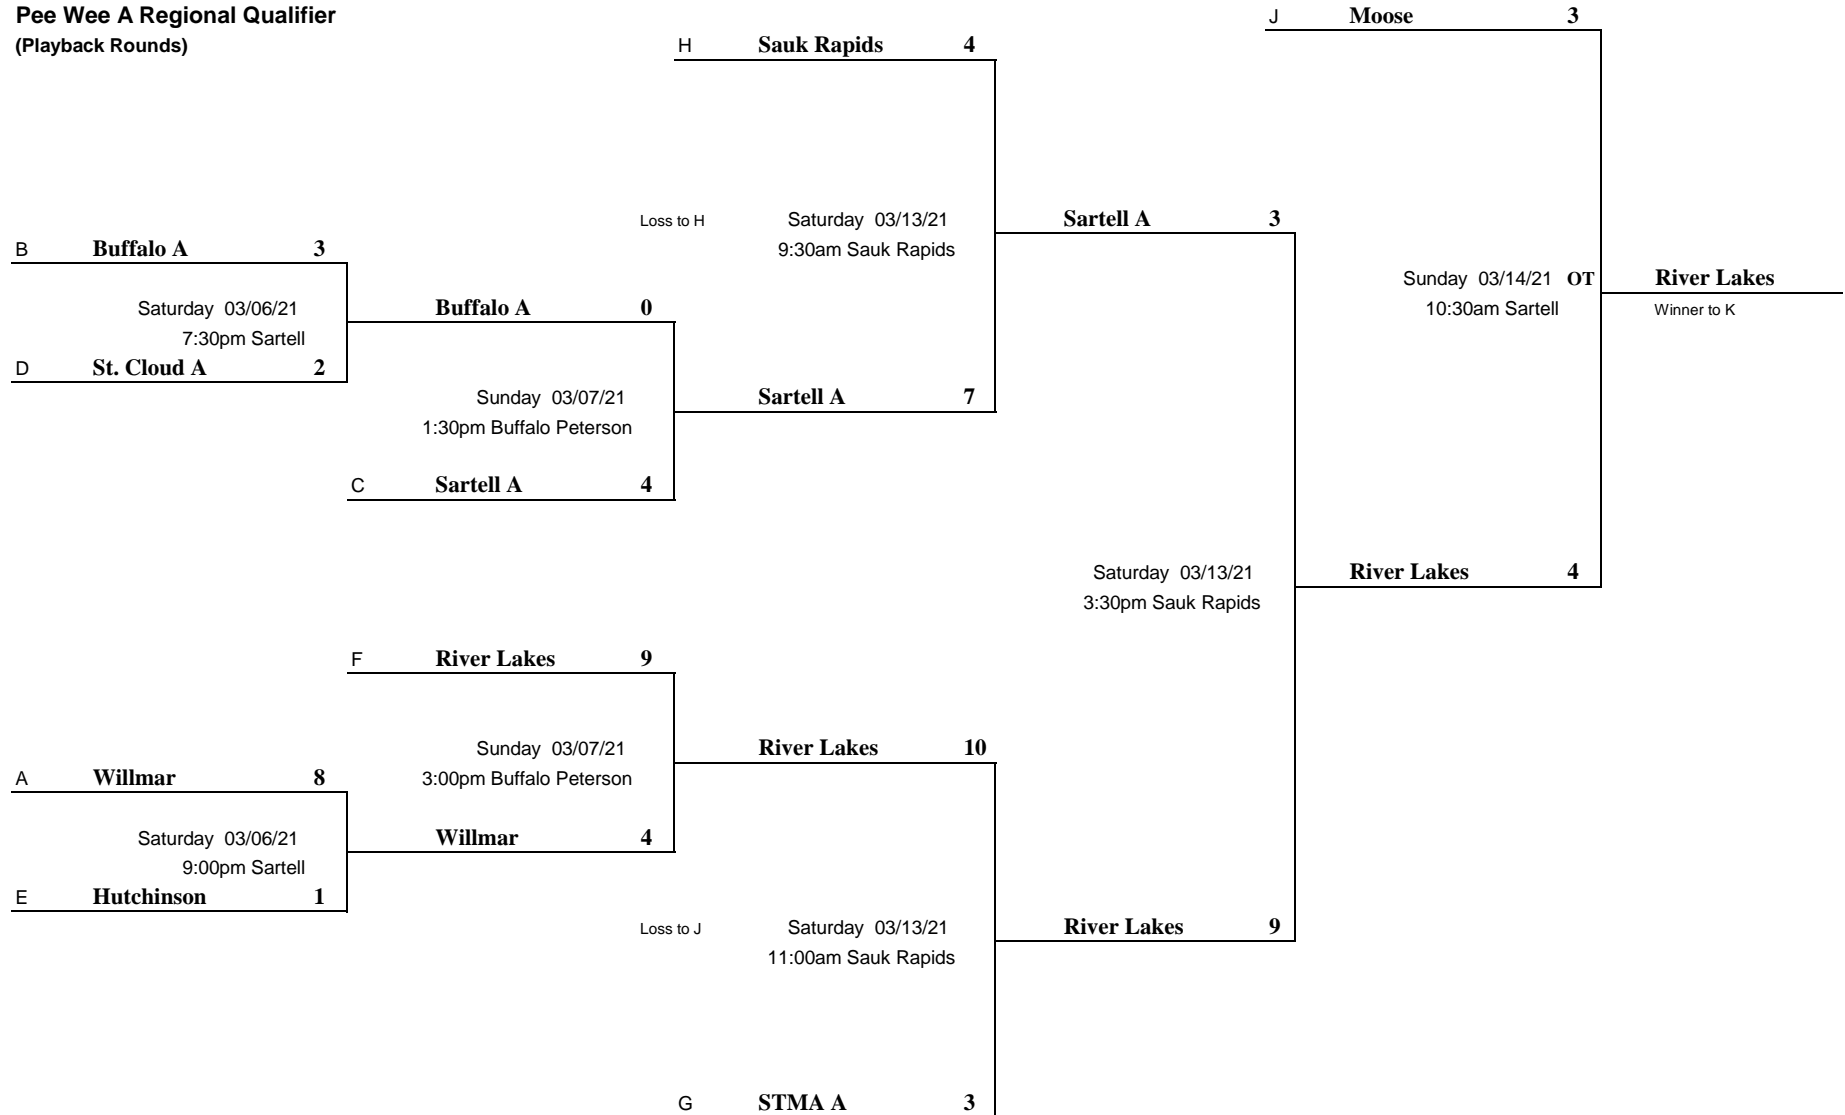 Pee Wee A Regional Qualifier
(Playback Rounds)
J Moose 3
H Sauk Rapids 4
Loss to H
Saturday 03/13/21
9:30am Sauk Rapids
Sartell A 3
B Buffalo A 3
Saturday 03/06/21
7:30pm Sartell
D St. Cloud A 2
Buffalo A 0
Sunday 03/07/21
1:30pm Buffalo Peterson
C Sartell A 4
Sartell A 7
Sunday 03/14/21 OT
10:30am Sartell
River Lakes
Winner to K
Saturday 03/13/21
3:30pm Sauk Rapids
River Lakes 4
F River Lakes 9
Sunday 03/07/21
3:00pm Buffalo Peterson
River Lakes 10
A Willmar 8
Saturday 03/06/21
9:00pm Sartell
E Hutchinson 1
Willmar 4
Loss to J
Saturday 03/13/21
11:00am Sauk Rapids
River Lakes 9
G STMA A 3